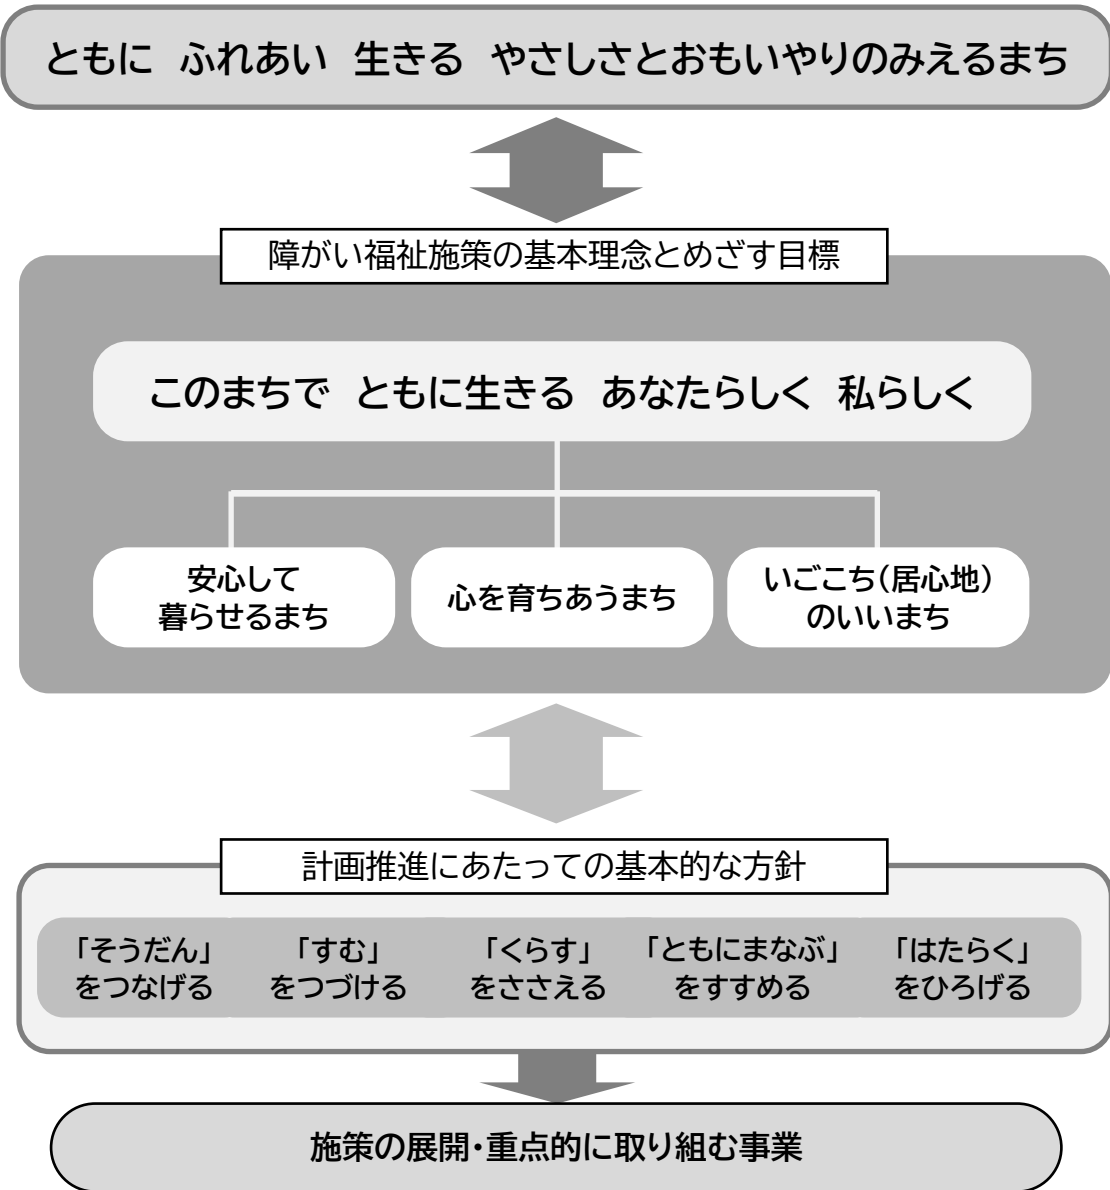 ともに ふれあい 生きる やさしさとおもいやりのみえるまち
障がい福祉施策の基本理念とめざす目標
このまちで ともに生きる あなたらしく 私らしく
安心して
暮らせるまち
心を育ちあうまち
いごこち(居心地)
のいいまち
計画推進にあたっての基本的な方針
「そうだん」
をつなげる
「すむ」
をつづける
「くらす」
をささえる
「ともにまなぶ」
をすすめる
「はたらく」
をひろげる
施策の展開・重点的に取り組む事業